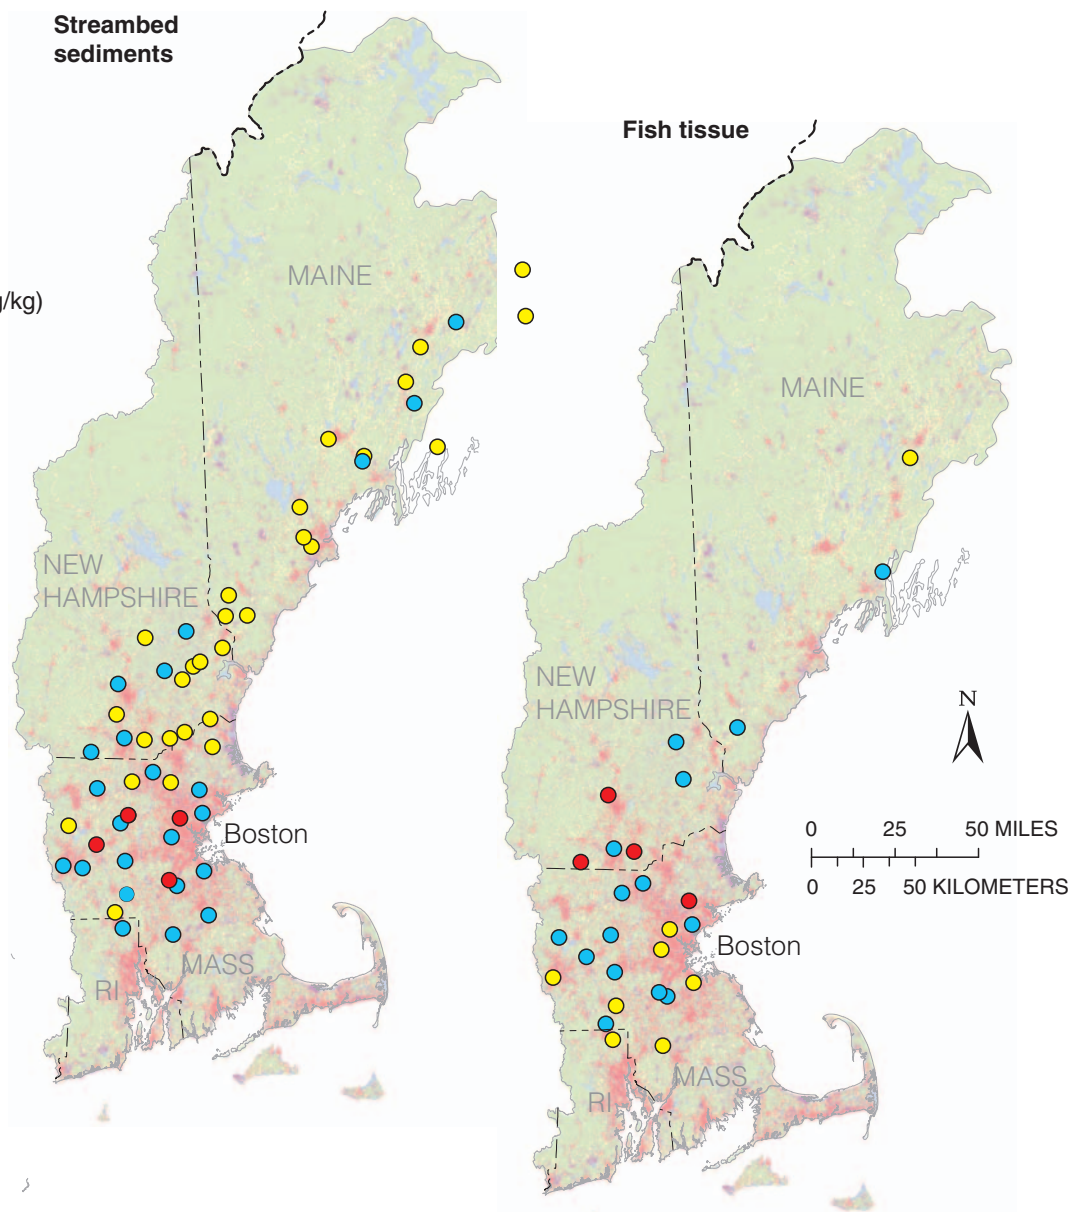 Streambed
sediments
Fish tissue
MAINE
g/kg)
MAINE
NEW
HAMPSHIRE
NEW
HAMPSHIRE
N
0 25 50 MILES
0 25 50 KILOMETERS
Boston
Boston
MASS
RI
MASS
RI